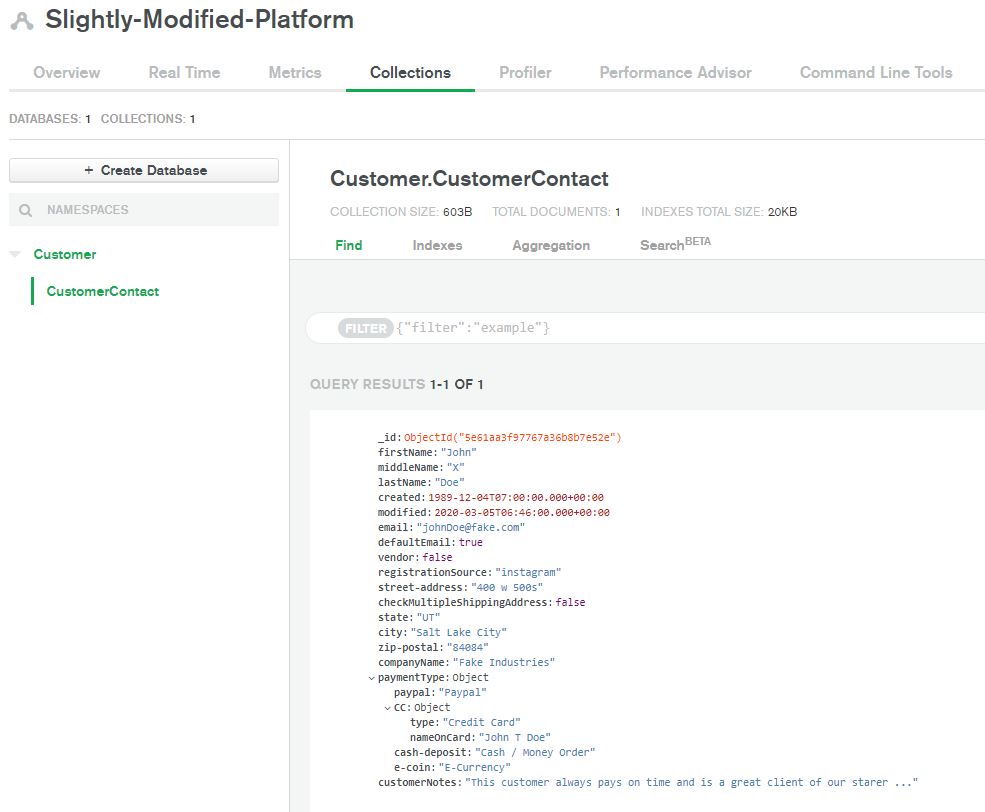 Slightly-Modified-Platform
Overview Real Time Metrics Collections Profiler Performance Advisor Command Line Tools
DATABASES: 1 COLLECTIONS: 1
+ Create Database
NAMESPACES
Customer
CustomerContact
Customer.CustomerContact
COLLECTION SIZE: 603B TOTAL DOCUMENTS: 1 INDEXES TOTAL SIZE: 20KB
Find Indexes Aggregation Search BETA
FILTER {"filter":"example"}
QUERY RESULTS 1-1 OF 1
_id: ObjectId("5e61aa3f97767a36b8b7e52e")
firstName: "John"
middleName: "X"
lastName: "Doe"
created: 1989-12-04T07:00:00.000+00:00
modified: 2020-03-05T06:46:00.000+00:00
email: "johnDoe@fake.com"
defaultEmail: true
vendor: false
registrationSource: "instagram"
street-address: "400 w 500s"
checkMultipleShippingAddress: false
state: "UT"
city: "Salt Lake City"
zip-postal: "84084"
companyName: "Fake Industries"
paymentType: Object
paypal: "Paypal"
CC: Object
type: "Credit Card"
nameOnCard: "John T Doe"
cash-deposit: "Cash / Money Order"
e-coin: "E-Currency"
customerNotes: "This customer always pays on time and is a great client of our starer ..."